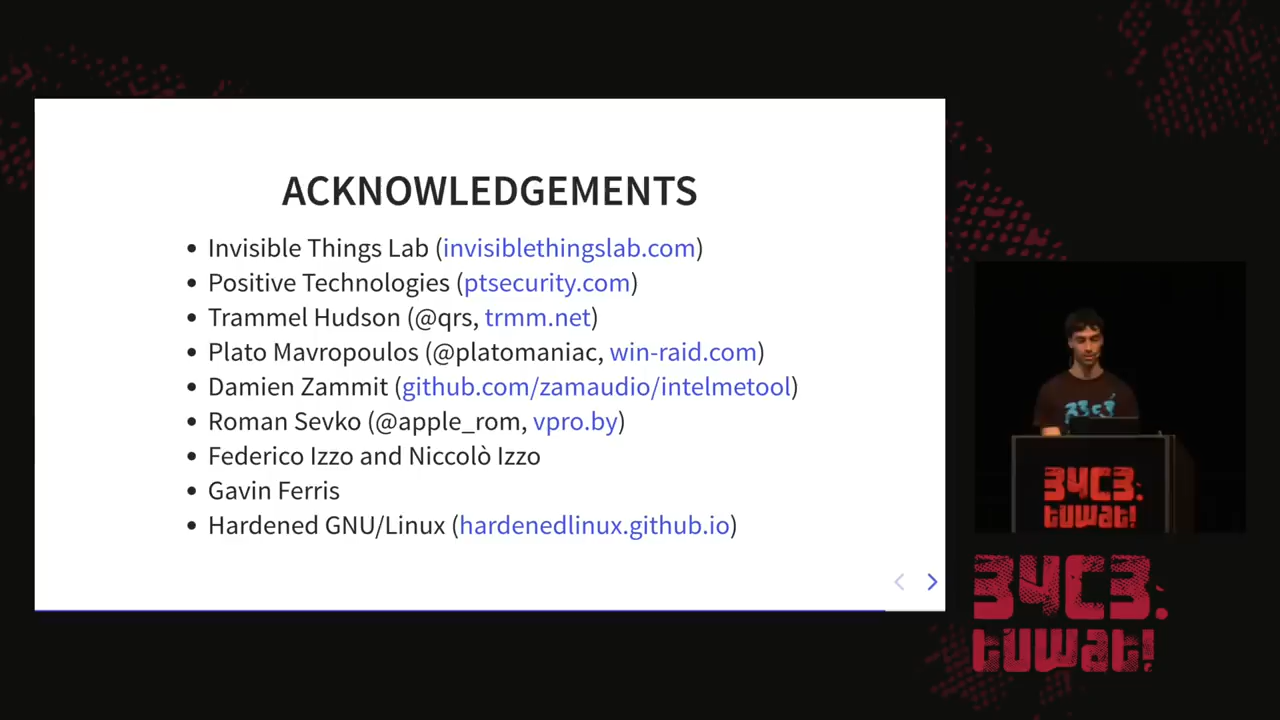 ACKNOWLEDGEMENTS
• Invisible Things Lab (invisiblethingslab.com)
• Positive Technologies (ptsecurity.com)
• Trammel Hudson (@qrs, trmm.net)
• Plato Mavropoulos (@platomaniac, win-raid.com)
• Damien Zammit (github.com/zamaudio/intelmetool)
• Roman Sevko (@apple_rom, vpro.by)
• Federico Izzo and Niccolò Izzo
• Gavin Ferris
• Hardened GNU/Linux (hardenedlinux.github.io)
34C3.
tuwat!
34C3.
tuwat!